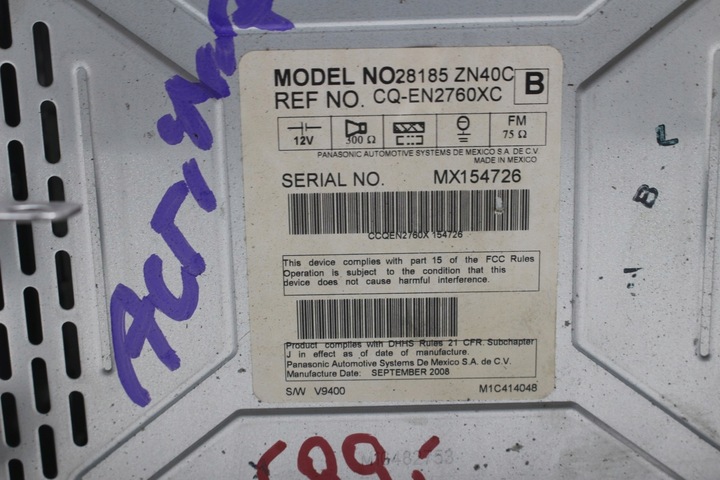 MODEL NO28185 ZN40C
B
REF NO. CQ-EN2760XC
12V
300 Ω
FM
75 Ω
PANASONIC AUTOMOTIVE SYSTEMS DE MEXICO S.A. DE C.V.
MADE IN MEXICO
SERIAL NO. MX154726
CCQEN2760X 154726
This device complies with part 15 of the FCC Rules
Operation is subject to the condition that this
device does not cause harmful interference.
Product complies with DHHS Rules 21 CFR. Subchapter
J in effect as of date of manufacture.
Panasonic Automotive Systems De Mexico S.A. de C.V.
Manufacture Date: SEPTEMBER 2008
S/W V9400
M1C414048
B L